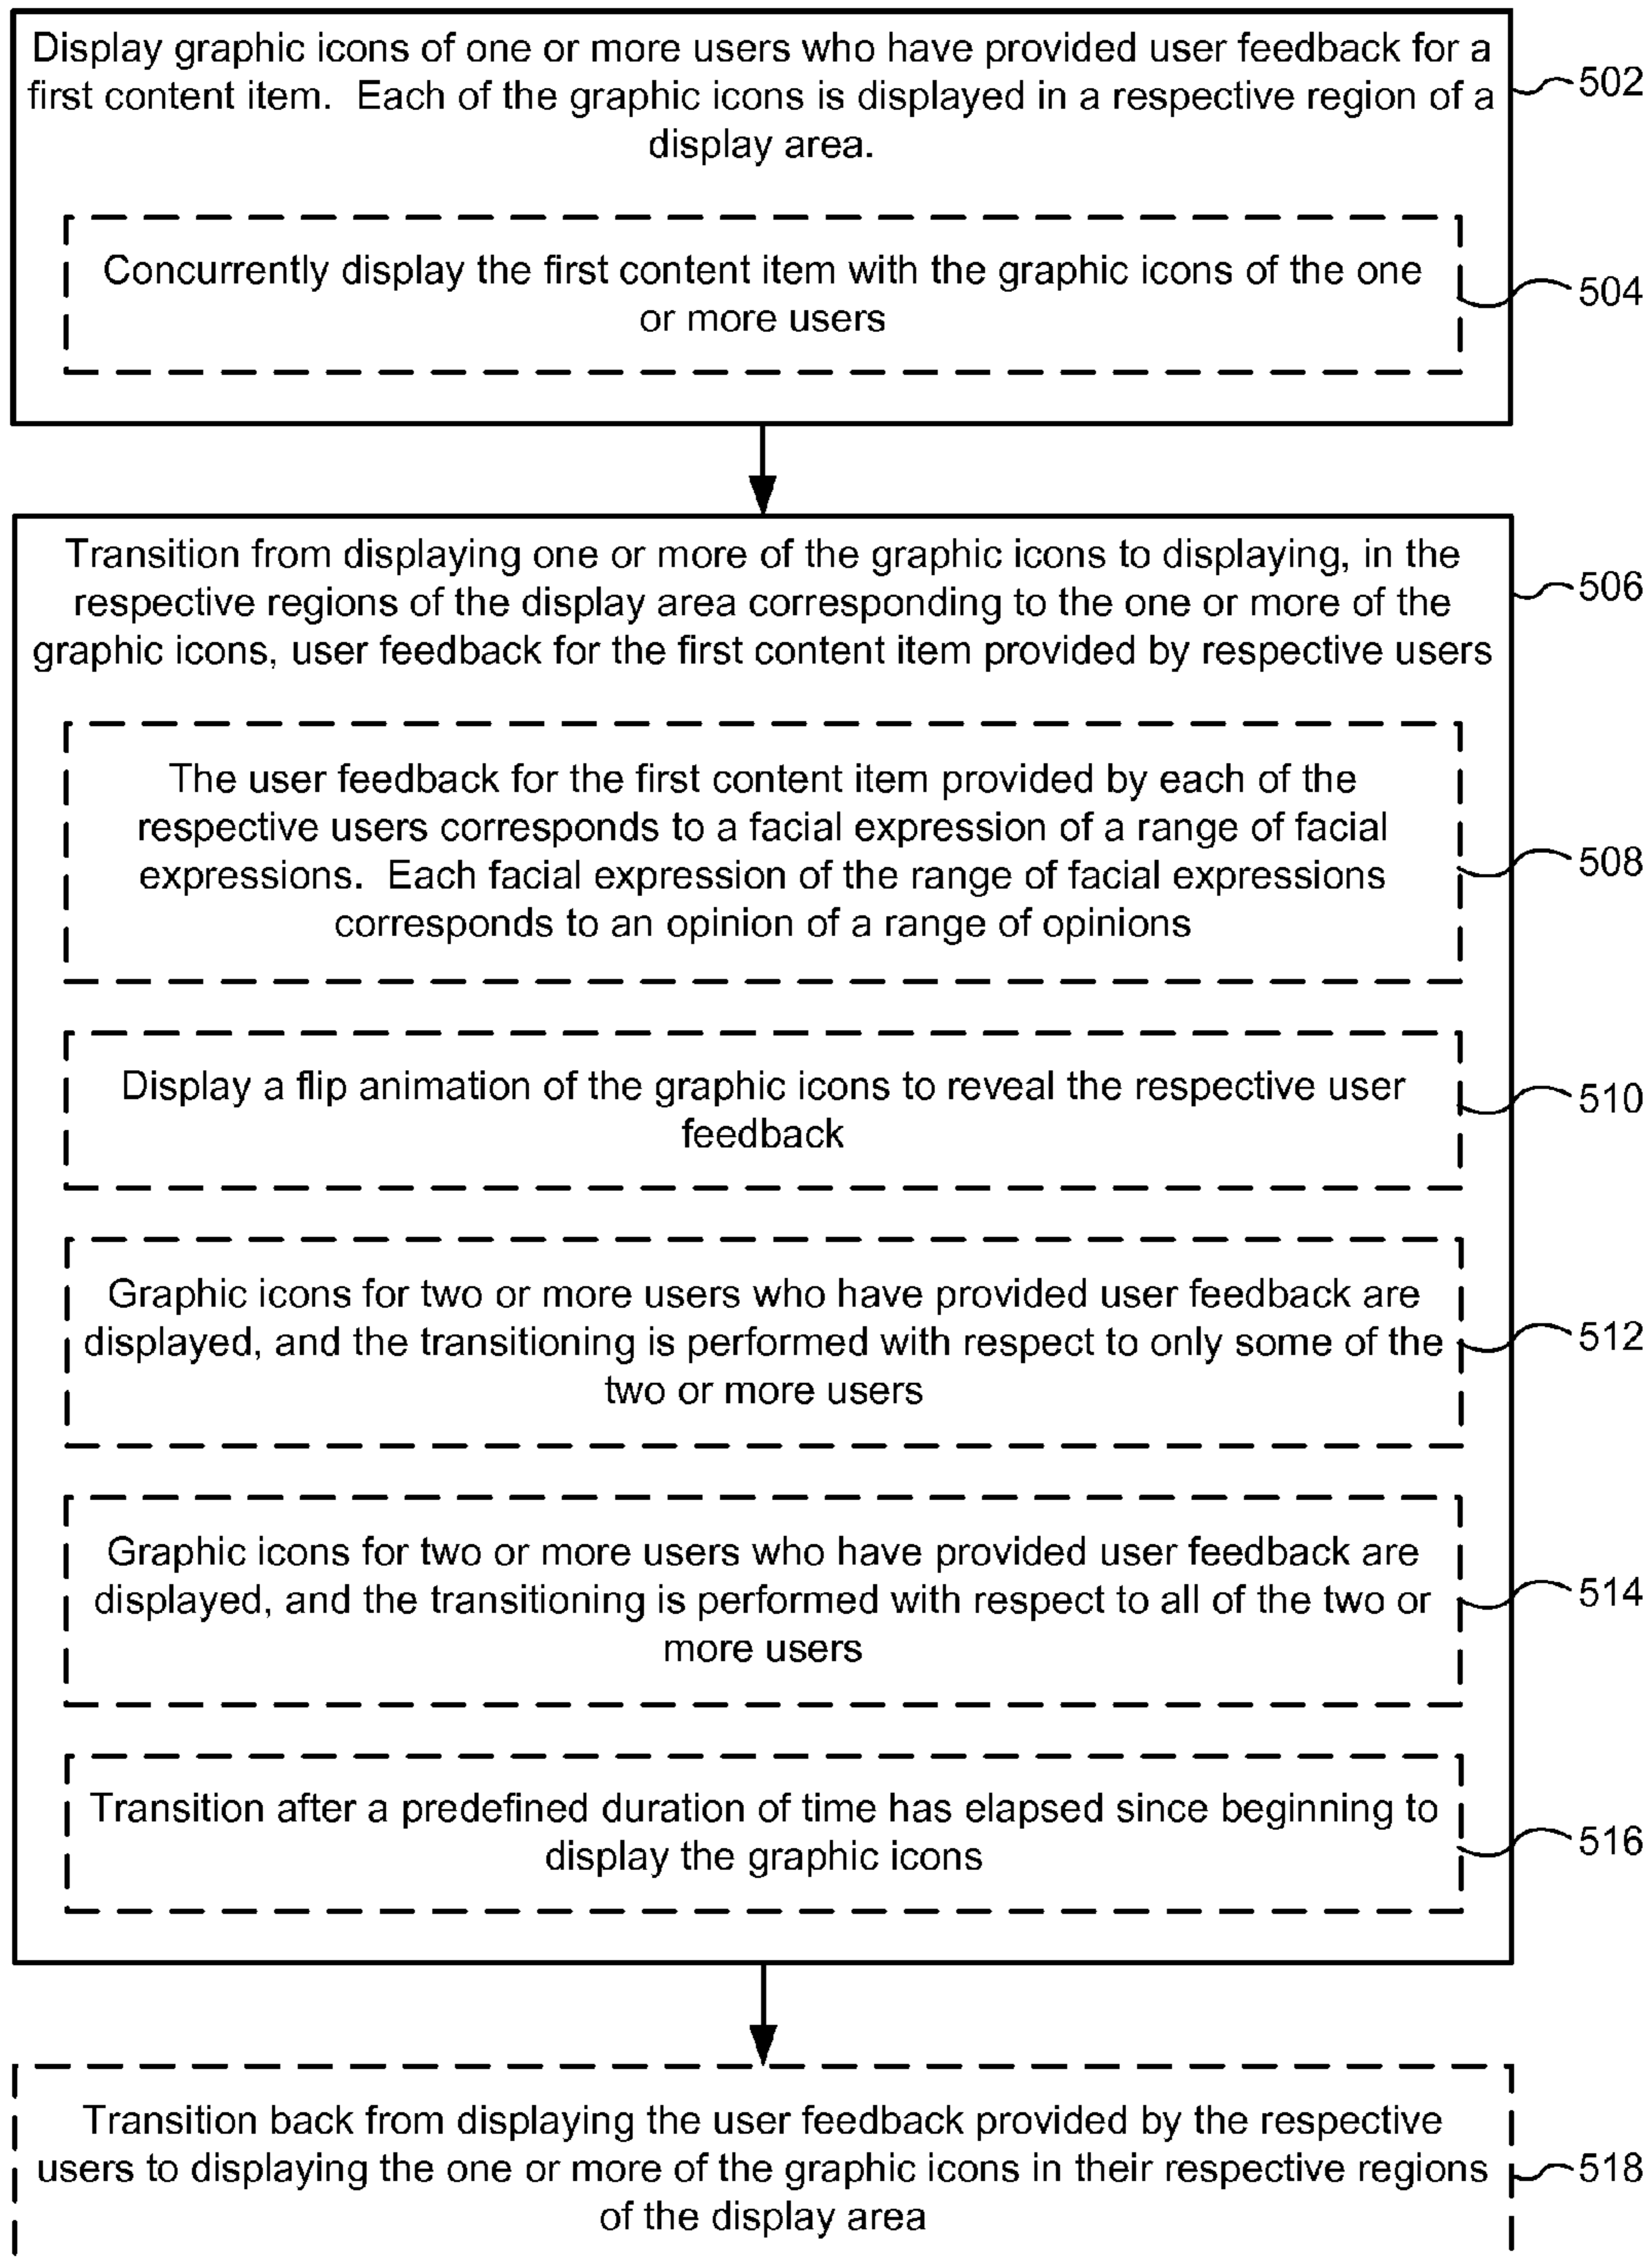 Display graphic icons of one or more users who have provided user feedback for a
first content item.  Each of the graphic icons is displayed in a respective region of a
display area.
502
Concurrently display the first content item with the graphic icons of the one
or more users
504
Transition from displaying one or more of the graphic icons to displaying, in the
respective regions of the display area corresponding to the one or more of the
graphic icons, user feedback for the first content item provided by respective users
506
The user feedback for the first content item provided by each of the
respective users corresponds to a facial expression of a range of facial
expressions.  Each facial expression of the range of facial expressions
corresponds to an opinion of a range of opinions
508
Display a flip animation of the graphic icons to reveal the respective user
feedback
510
Graphic icons for two or more users who have provided user feedback are
displayed, and the transitioning is performed with respect to only some of the
two or more users
512
Graphic icons for two or more users who have provided user feedback are
displayed, and the transitioning is performed with respect to all of the two or
more users
514
Transition after a predefined duration of time has elapsed since beginning to
display the graphic icons
516
Transition back from displaying the user feedback provided by the respective
users to displaying the one or more of the graphic icons in their respective regions
of the display area
518